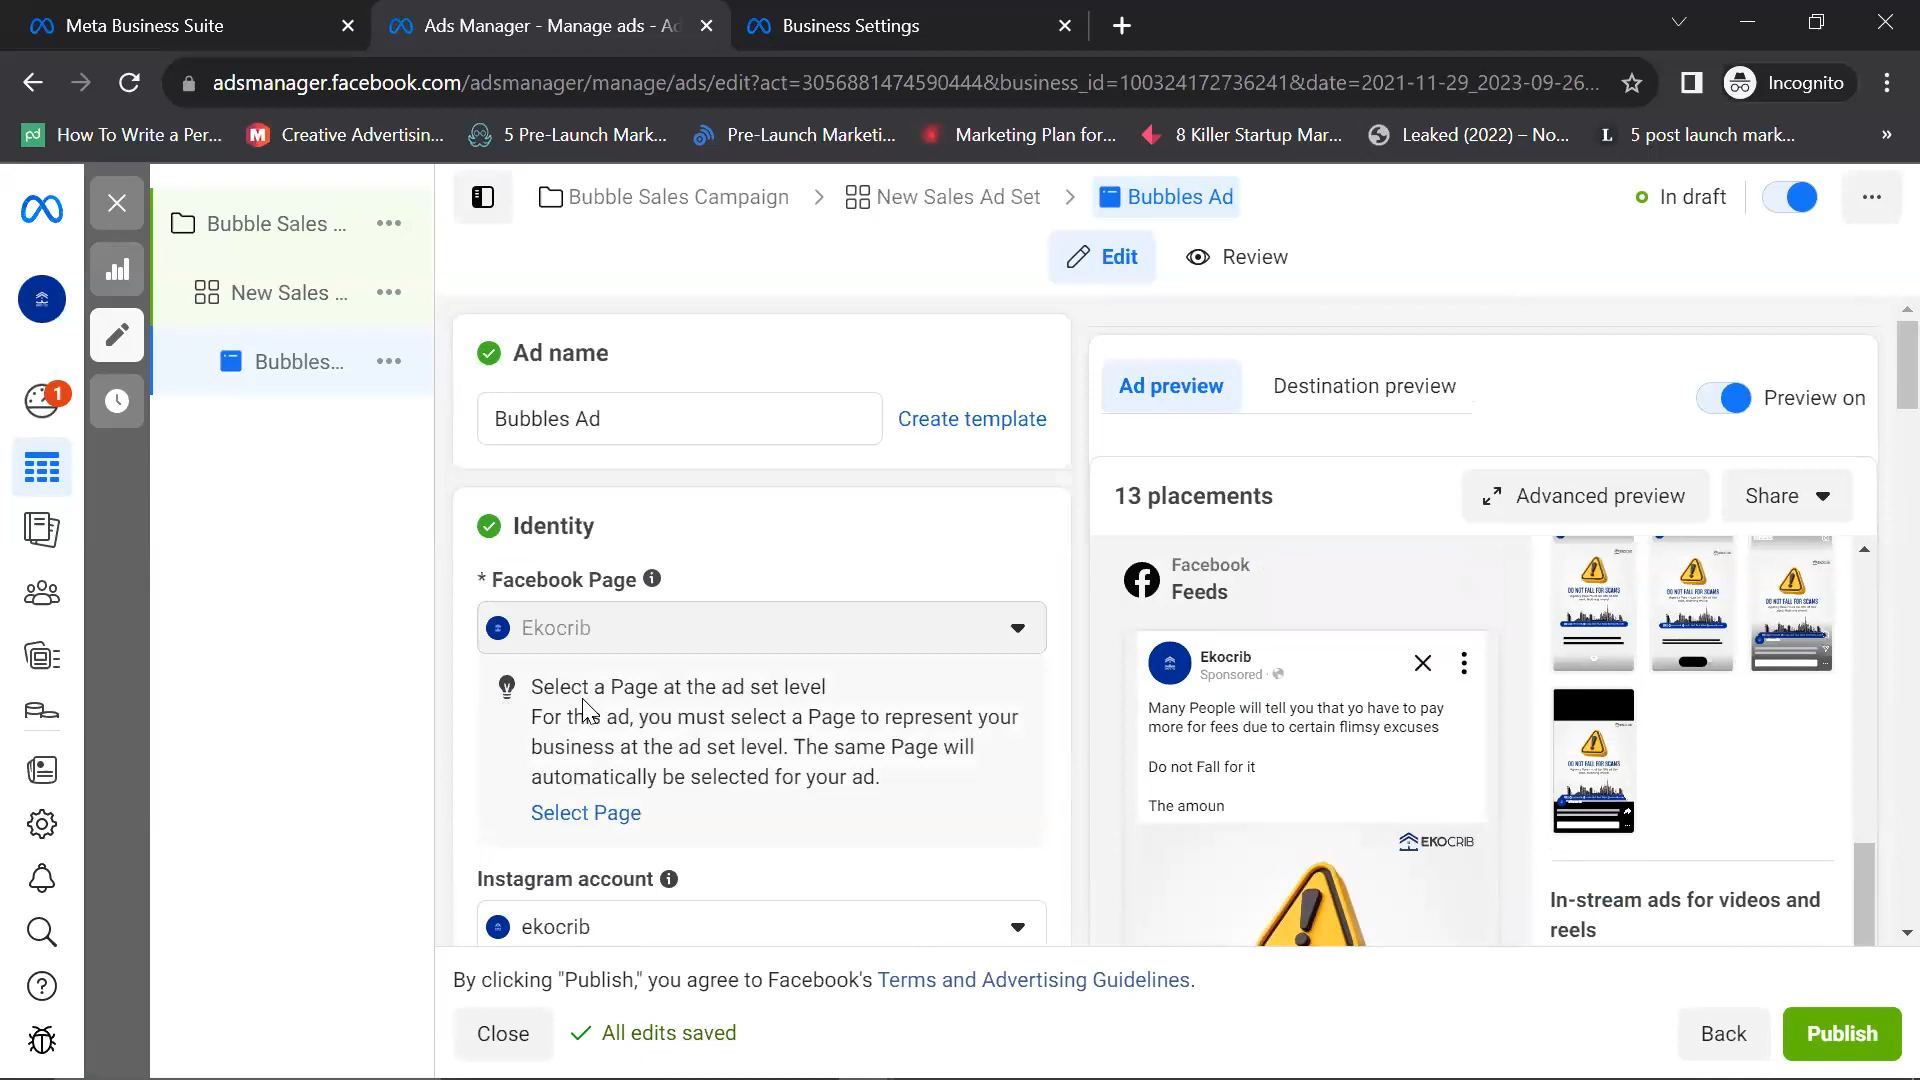 Meta Business Suite
Ads Manager - Manage ads - Ad
Business Settings
adsmanager.facebook.com/adsmanager/manage/ads/edit?act=3056881474590444&business_id=100324172736241&date=2021-11-29_2023-09-26...
Incognito
How To Write a Per...
Creative Advertisin...
5 Pre-Launch Mark...
Pre-Launch Marketi...
Marketing Plan for...
8 Killer Startup Mar...
Leaked (2022) – No...
5 post launch mark...
»
Bubble Sales ...
New Sales ...
Bubbles...
1
Bubble Sales Campaign
New Sales Ad Set
Bubbles Ad
In draft
Edit
Review
Ad name
Bubbles Ad
Create template
Identity
* Facebook Page
Ekocrib
Select a Page at the ad set level
For this ad, you must select a Page to represent your
business at the ad set level. The same Page will
automatically be selected for your ad.
Select Page
Instagram account
ekocrib
Ad preview
Destination preview
Preview on
13 placements
Advanced preview
Share
Facebook
Feeds
Ekocrib
Sponsored ·
Many People will tell you that yo have to pay
more for fees due to certain flimsy excuses
Do not Fall for it
The amoun
EKOCRIB
DO NOT FALL FOR SCAMS
DO NOT FALL FOR SCAMS
DO NOT FALL FOR SCAMS
DO NOT FALL FOR SCAMS
In-stream ads for videos and
reels
By clicking "Publish," you agree to Facebook's Terms and Advertising Guidelines.
Close
All edits saved
Back
Publish